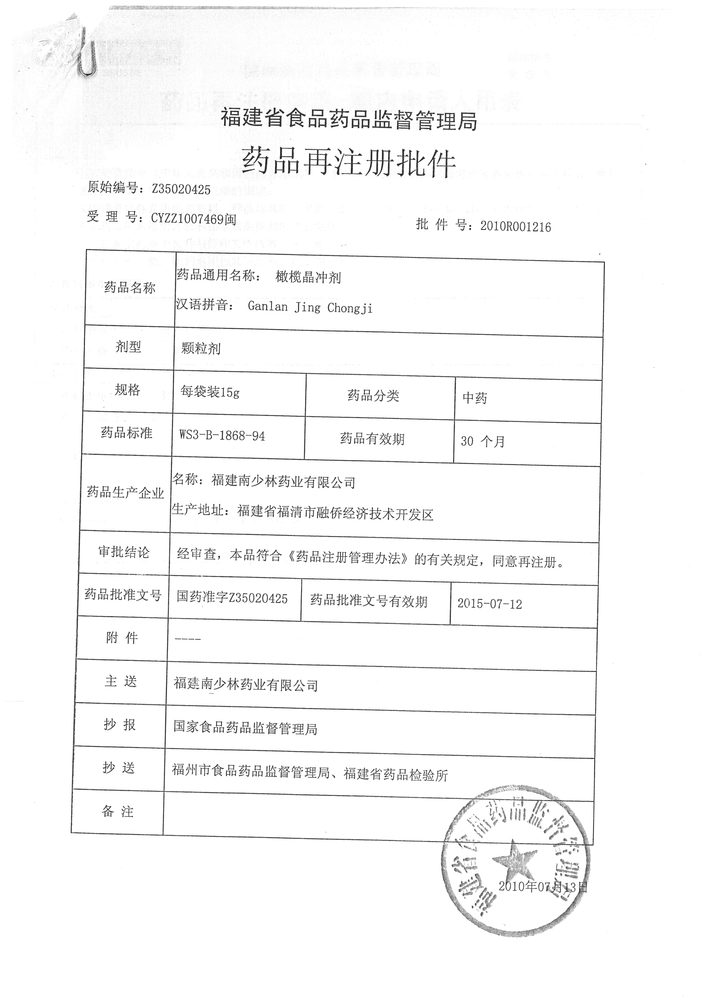 福建省食品药品监督管理局
药品再注册批件
原始编号：Z35020425
受 理 号：CYZZ1007469闽
批 件 号：2010R001216
药品名称
药品通用名称： 橄榄晶冲剂
汉语拼音： Ganlan Jing Chongji
剂型 颗粒剂
规格 每袋装15g 药品分类 中药
药品标准 WS3-B-1868-94 药品有效期 30 个月
药品生产企业
名称：福建南少林药业有限公司
生产地址：福建省福清市融侨经济技术开发区
审批结论 经审查，本品符合《药品注册管理办法》的有关规定，同意再注册。
药品批准文号 国药准字Z35020425 药品批准文号有效期 2015-07-12
附 件 ----
主 送 福建南少林药业有限公司
抄 报 国家食品药品监督管理局
抄 送 福州市食品药品监督管理局、福建省药品检验所
备 注
福建省食品药品监督管理局
2010年07月13日